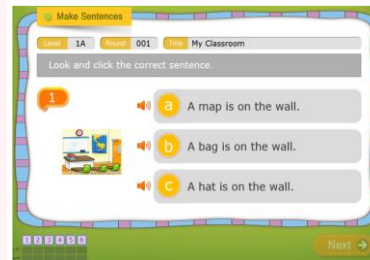 Make Sentences
Level 1A Round 001 Title My Classroom
Look and click the correct sentence.
1
a A map is on the wall.
b A bag is on the wall.
c A hat is on the wall.
1 2 3 4 5 6
Next